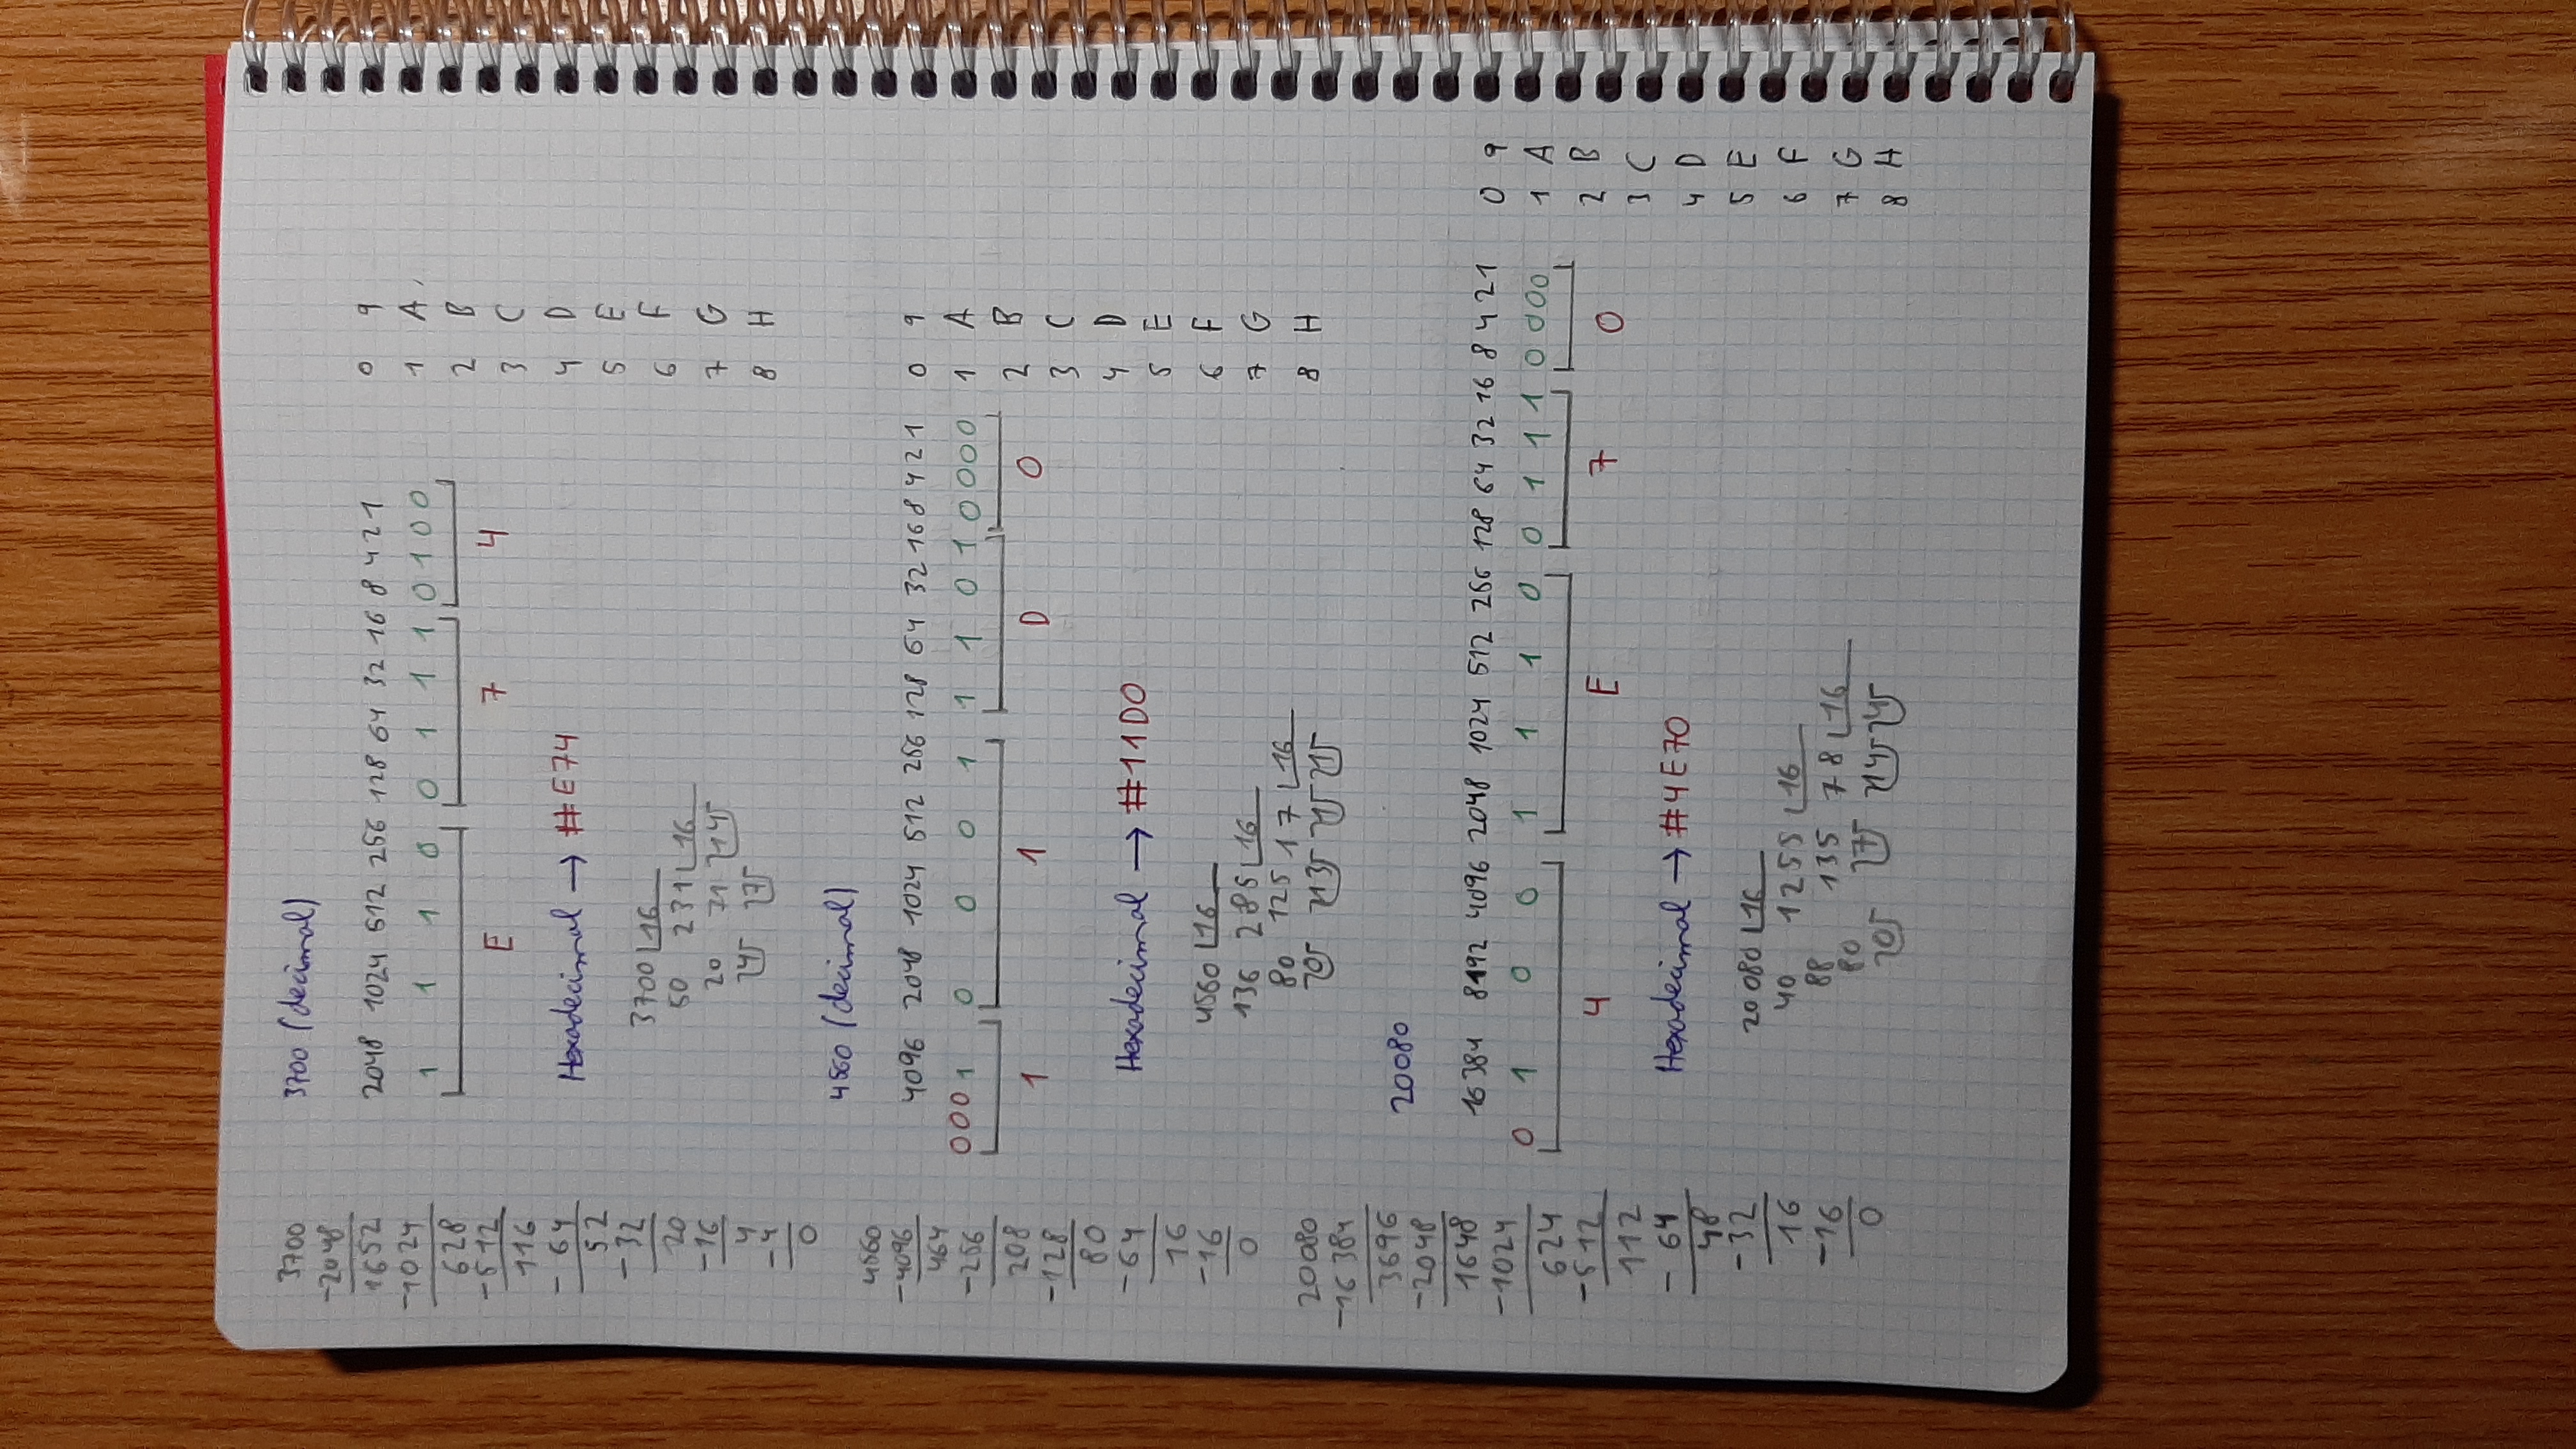 3700
-2048
1652
-1024
628
-512
116
- 64
52
-32
20
-16
4
-4
0
3700 (decimal)
2048 1024 512 256 128 64 32 16 8 4 2 1
1 1 1 0 0 1 1 1 0 1 0 0
E 7 4
Hexadecimal → #E74
3700 16
50 231 16
20 71 14
4 7
0 9
1 A
2 B
3 C
4 D
5 E
6 F
7 G
8 H
4560
-4096
464
-256
208
-128
80
-64
16
-16
0
4560 (decimal)
4096 2048 1024 512 256 128 64 32 16 8 4 2 1
0001 0 0 0 1 1 1 0 1 0 0 0 0
1 1 D 0
Hexadecimal → #11D0
4560 16
136 285 16
80 125 17 16
0 13 1 1
0 9
1 A
2 B
3 C
4 D
5 E
6 F
7 G
8 H
20080
-16384
3696
-2048
1648
-1024
624
-512
112
- 64
48
-32
16
-16
0
20080
16384 8192 4096 2048 1024 512 256 128 64 32 16 8 4 2 1
0 1 0 0 1 1 1 0 0 1 1 1 0 0 0 0
4 E 7 0
Hexadecimal → #4E70
20080 16
40 1255 16
88 135 78 16
80
0 7 14 4
0 9
1 A
2 B
3 C
4 D
5 E
6 F
7 G
8 H